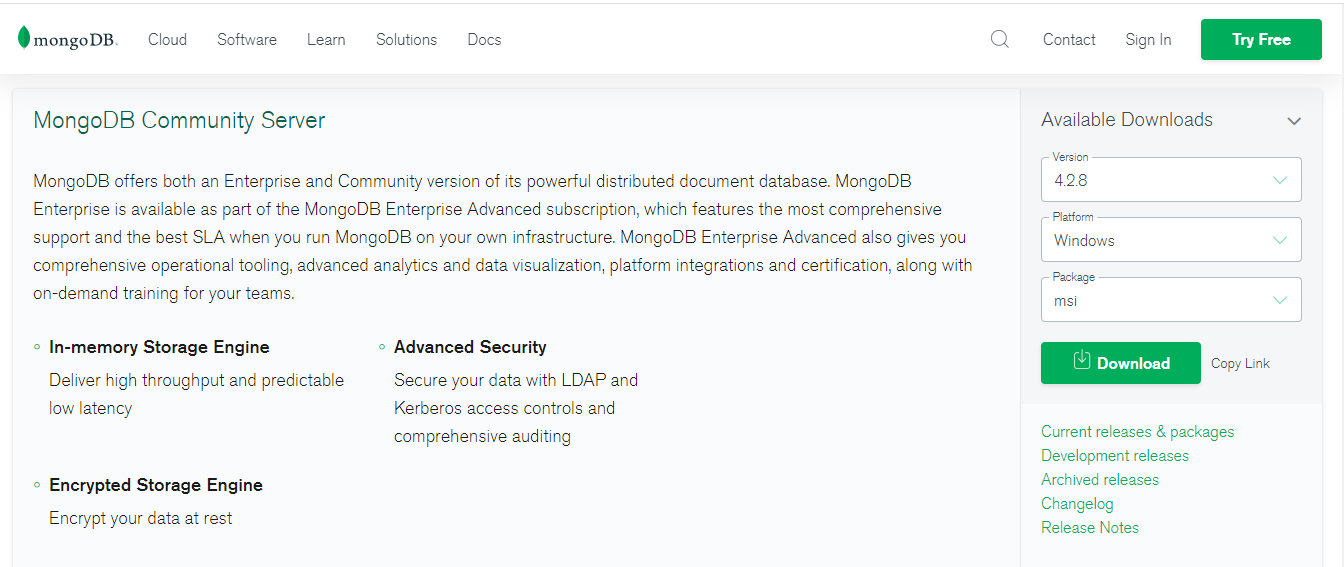 mongoDB.
Cloud
Software
Learn
Solutions
Docs
Contact
Sign In
Try Free
MongoDB Community Server
MongoDB offers both an Enterprise and Community version of its powerful distributed document database. MongoDB
Enterprise is available as part of the MongoDB Enterprise Advanced subscription, which features the most comprehensive
support and the best SLA when you run MongoDB on your own infrastructure. MongoDB Enterprise Advanced also gives you
comprehensive operational tooling, advanced analytics and data visualization, platform integrations and certification, along with
on-demand training for your teams.
In-memory Storage Engine
Deliver high throughput and predictable
low latency
Advanced Security
Secure your data with LDAP and
Kerberos access controls and
comprehensive auditing
Encrypted Storage Engine
Encrypt your data at rest
Available Downloads
Version
4.2.8
Platform
Windows
Package
msi
Download
Copy Link
Current releases & packages
Development releases
Archived releases
Changelog
Release Notes